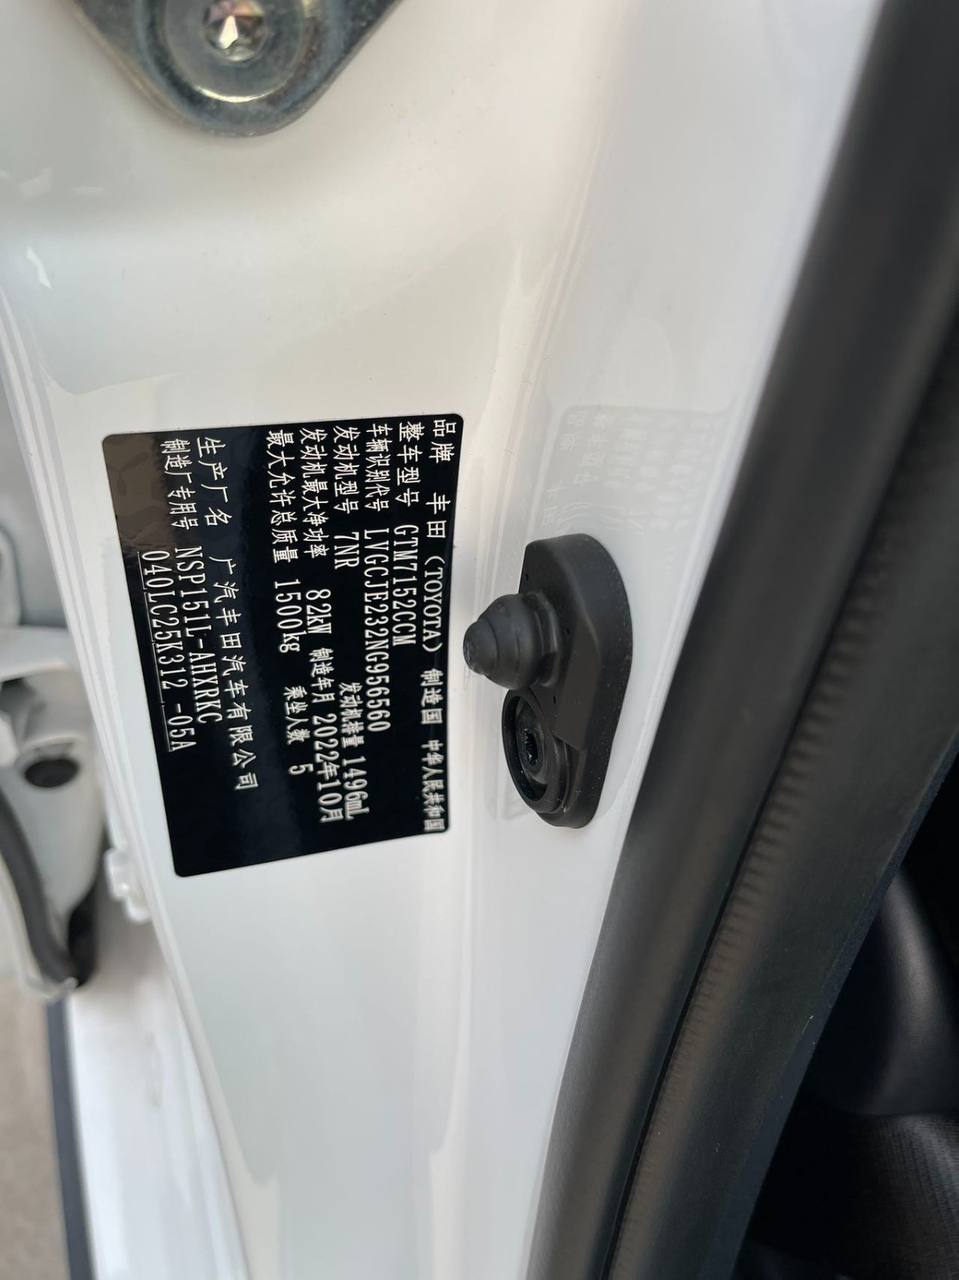 品牌 丰田(TOYOTA) 制造国 中华人民共和国
整车型号 GTM7152CCM
车辆识别代号 LVGCJE232NG956560
发动机型号 7NR 发动机排量 1496mL
发动机最大净功率 82kW 制造年月 2022年10月
最大允许总质量 1500kg 乘坐人数 5
生产厂名 广汽丰田汽车有限公司
制造厂专用号 NSP151L-AHXRKC
040LC25K312 -05A